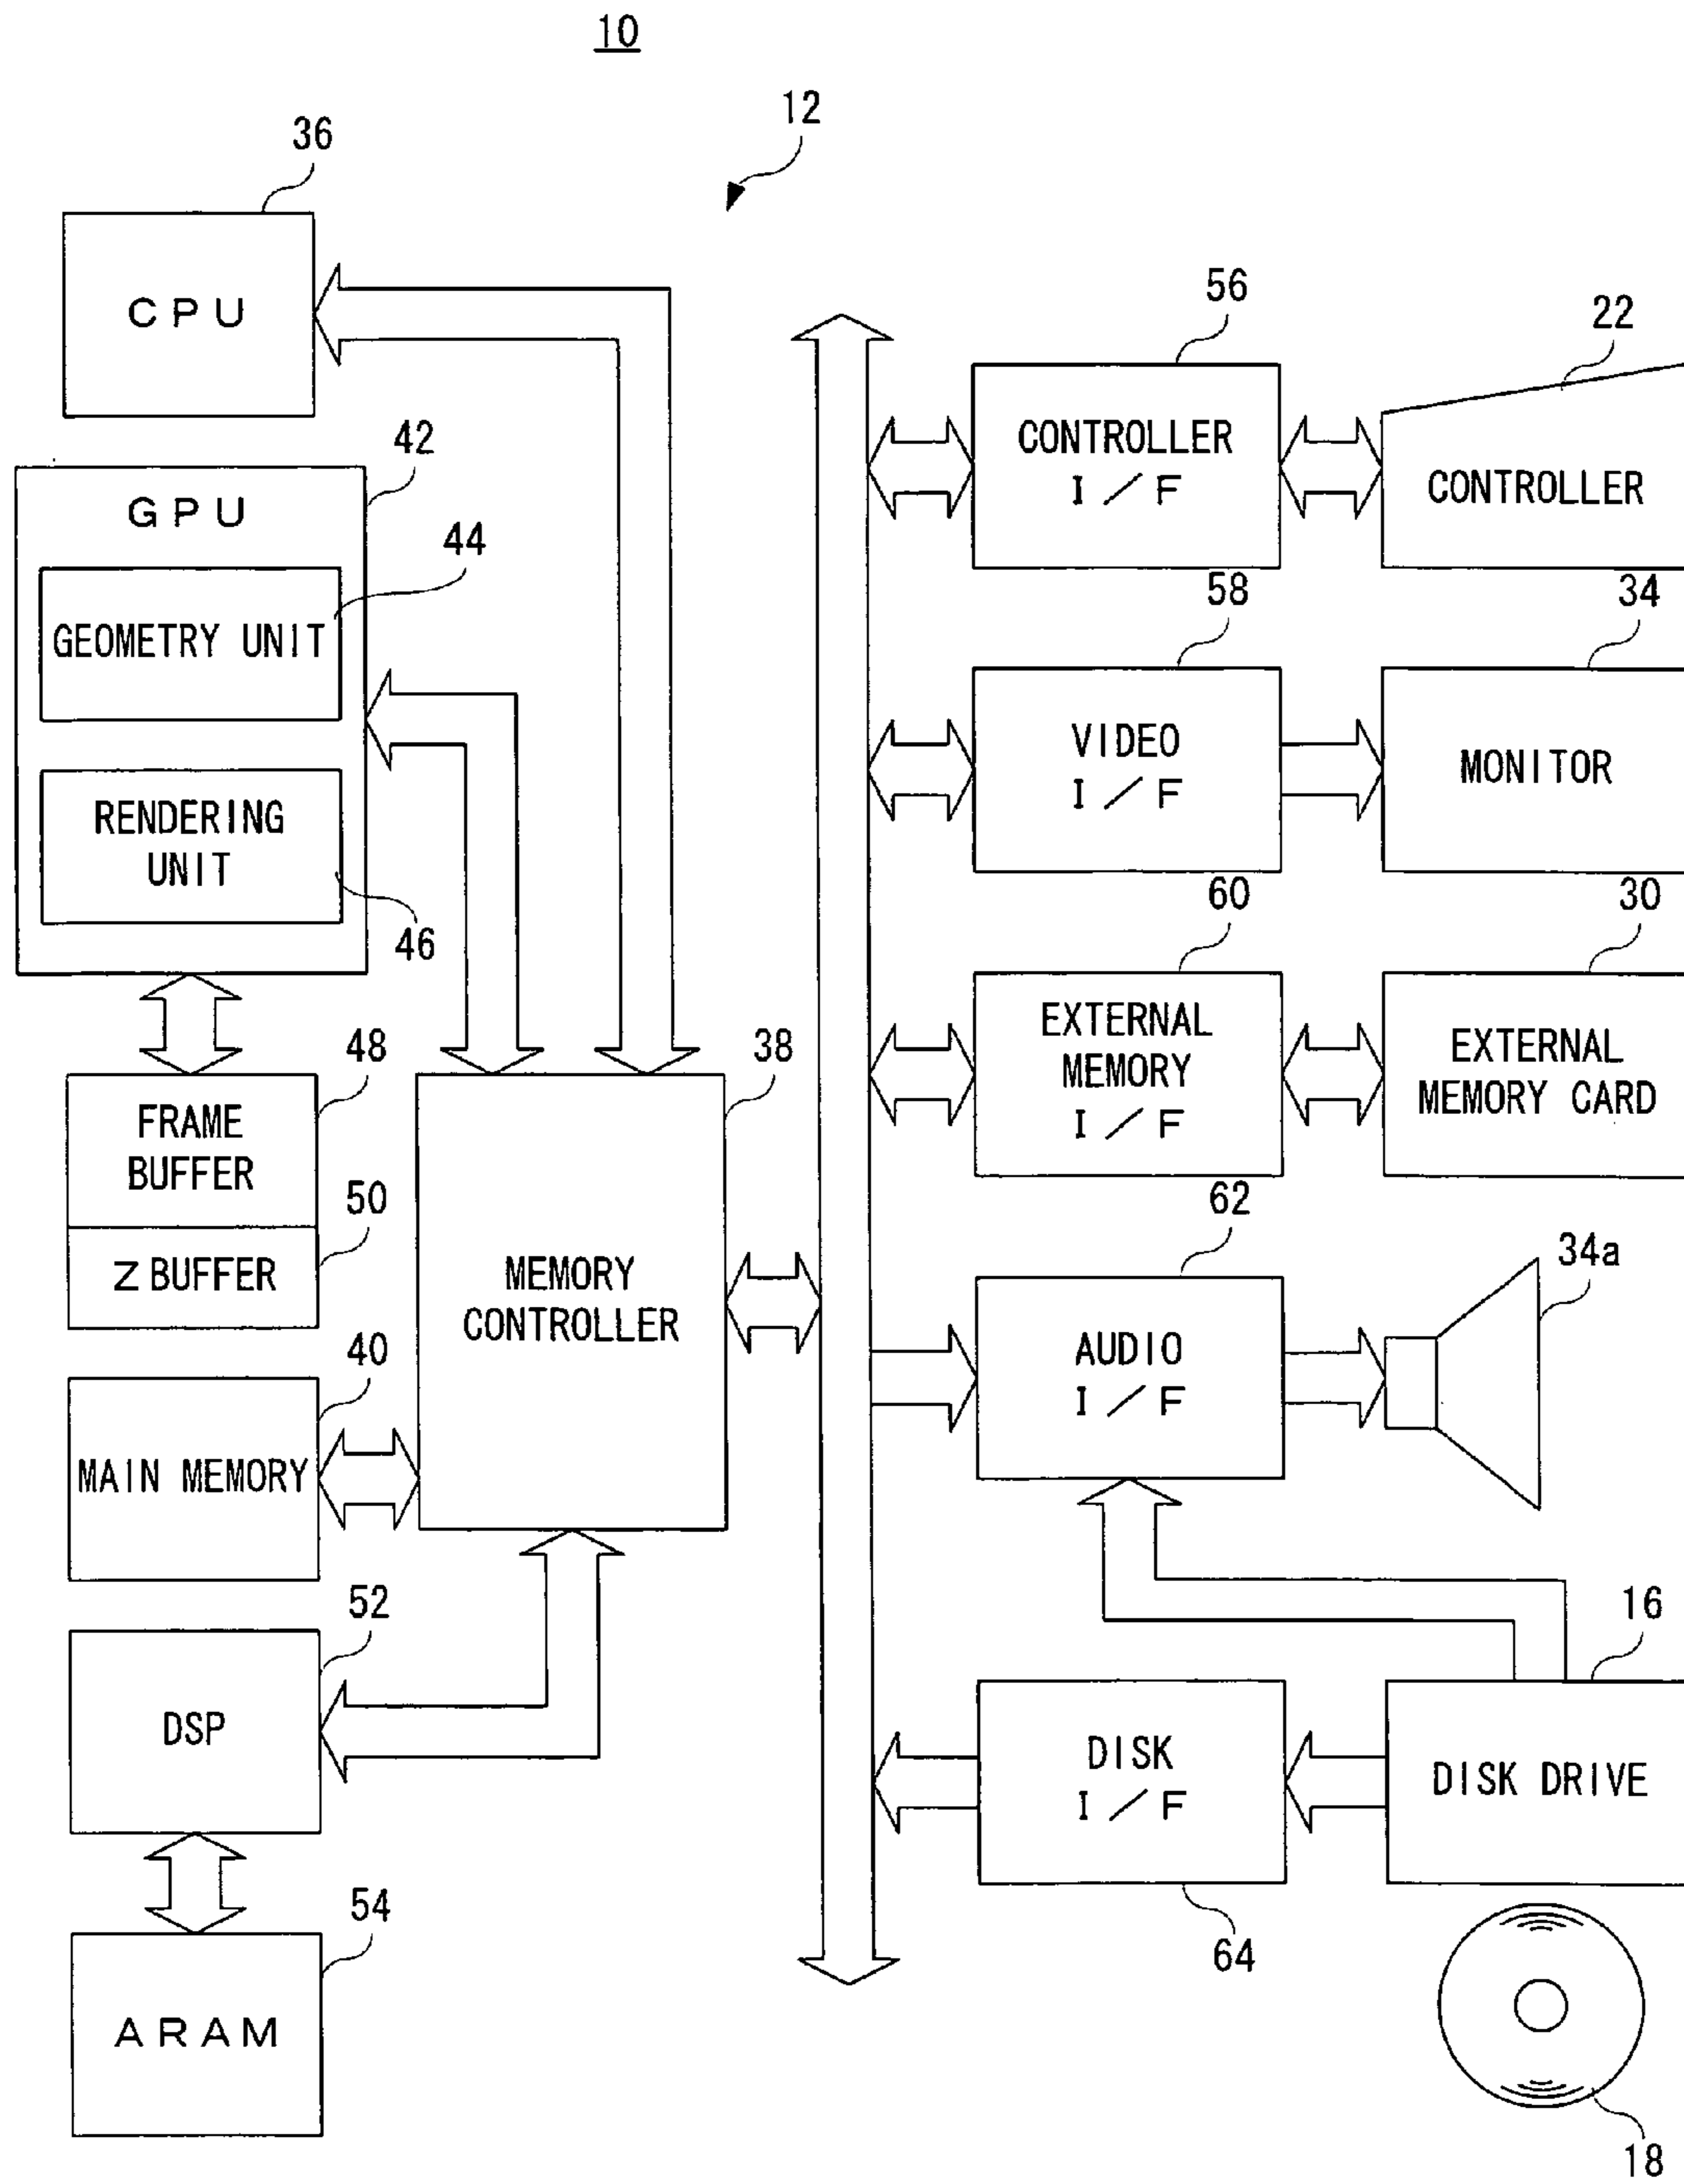 10
12
36
CPU
42
GPU
44
GEOMETRY UNIT
RENDERING
UNIT
46
48
FRAME
BUFFER
50
Z BUFFER
40
MAIN MEMORY
52
DSP
54
ARAM
38
MEMORY
CONTROLLER
56
CONTROLLER
I/F
22
CONTROLLER
58
VIDEO
I/F
34
MONITOR
60
EXTERNAL
MEMORY
I/F
30
EXTERNAL
MEMORY CARD
62
AUDIO
I/F
34a
16
DISK
I/F
64
DISK DRIVE
18